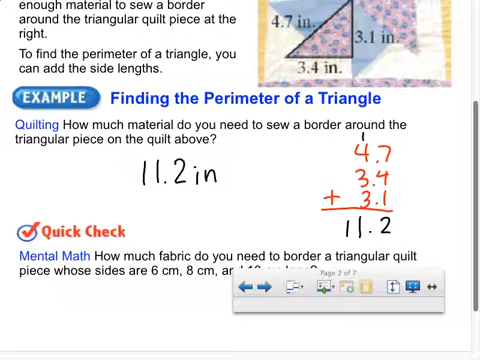 enough material to sew a border
around the triangular quilt piece at the
right.
To find the perimeter of a triangle, you
can add the side lengths.
4.7 in.
3.1 in.
3.4 in.
EXAMPLE Finding the Perimeter of a Triangle
Quilting How much material do you need to sew a border around the
triangular piece on the quilt above?
11.2 in
1
4.7
3.4
+ 3.1
11.2
Quick Check
Mental Math How much fabric do you need to border a triangular quilt
piece whose sides are 6 cm, 8 cm,
Page 2 of 7